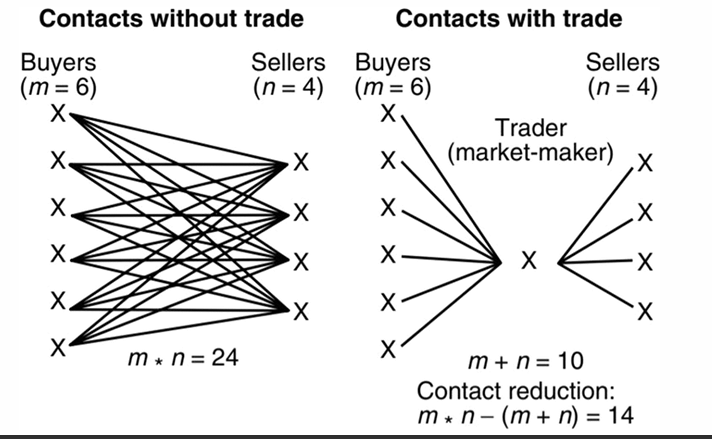 Contacts without trade
Buyers
(m = 6)
Sellers
(n = 4)
X
X
X
X
X
X
X
X
X
X
m * n = 24
Contacts with trade
Buyers
(m = 6)
Sellers
(n = 4)
Trader
(market-maker)
X
X
X
X
X
X
X
X
X
X
X
m + n = 10
Contact reduction:
m * n – (m + n) = 14